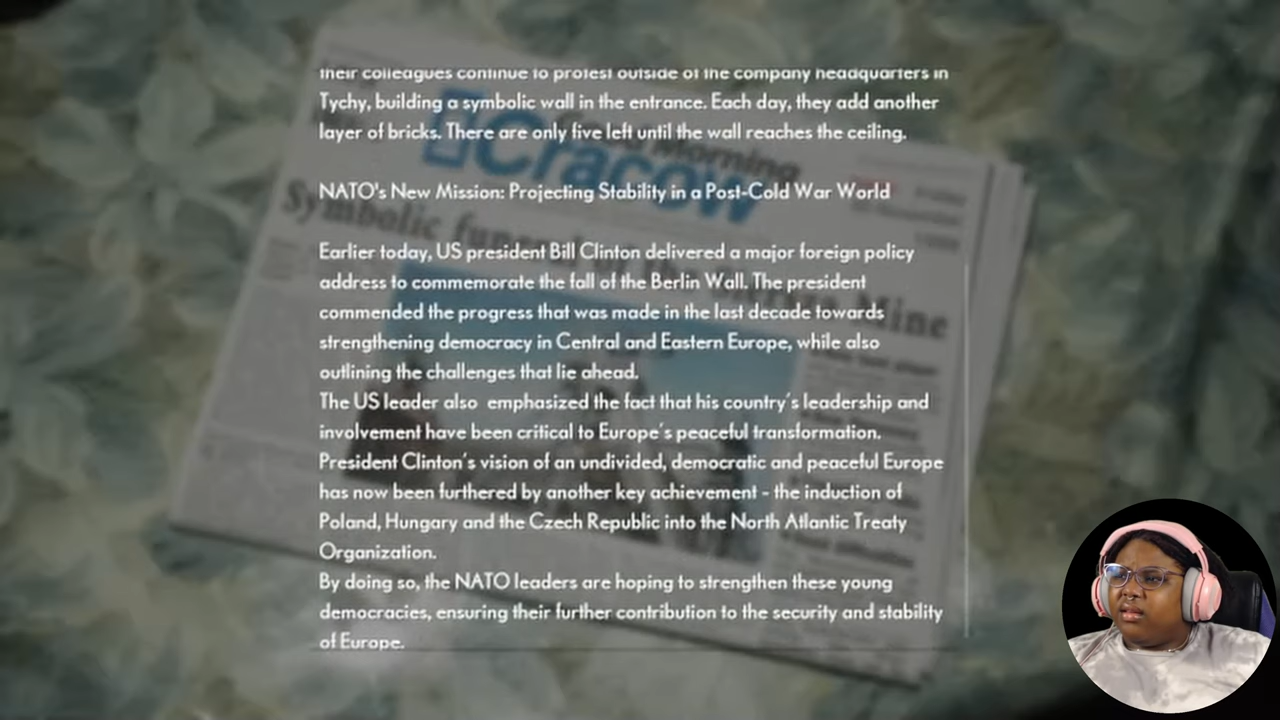 their colleagues continue to protest outside of the company headquarters in
Tychy, building a symbolic wall in the entrance. Each day, they add another
layer of bricks. There are only five left until the wall reaches the ceiling.
NATO's New Mission: Projecting Stability in a Post-Cold War World
Earlier today, US president Bill Clinton delivered a major foreign policy
address to commemorate the fall of the Berlin Wall. The president
commended the progress that was made in the last decade towards
strengthening democracy in Central and Eastern Europe, while also
outlining the challenges that lie ahead.
The US leader also  emphasized the fact that his country's leadership and
involvement have been critical to Europe's peaceful transformation.
President Clinton's vision of an undivided, democratic and peaceful Europe
has now been furthered by another key achievement - the induction of
Poland, Hungary and the Czech Republic into the North Atlantic Treaty
Organization.
By doing so, the NATO leaders are hoping to strengthen these young
democracies, ensuring their further contribution to the security and stability
of Europe.
Morning
Cracow
Symbolic
Mine